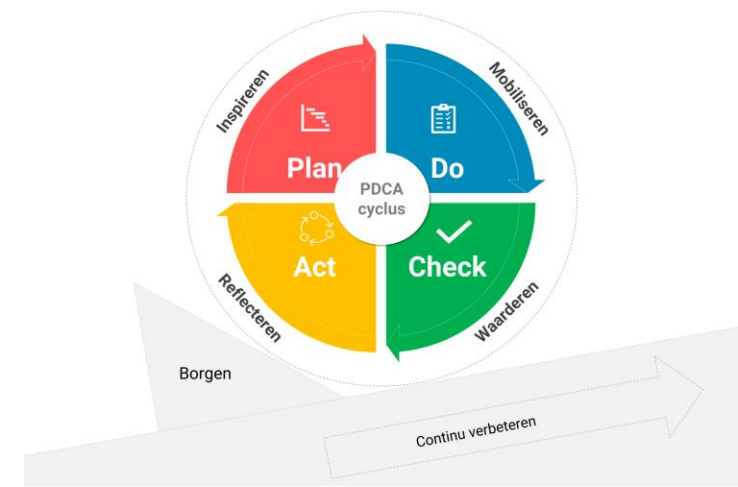 Inspireren
Mobiliseren
Plan
Do
PDCA
cyclus
Act
Check
Reflecteren
Waarderen
Borgen
Continu verbeteren